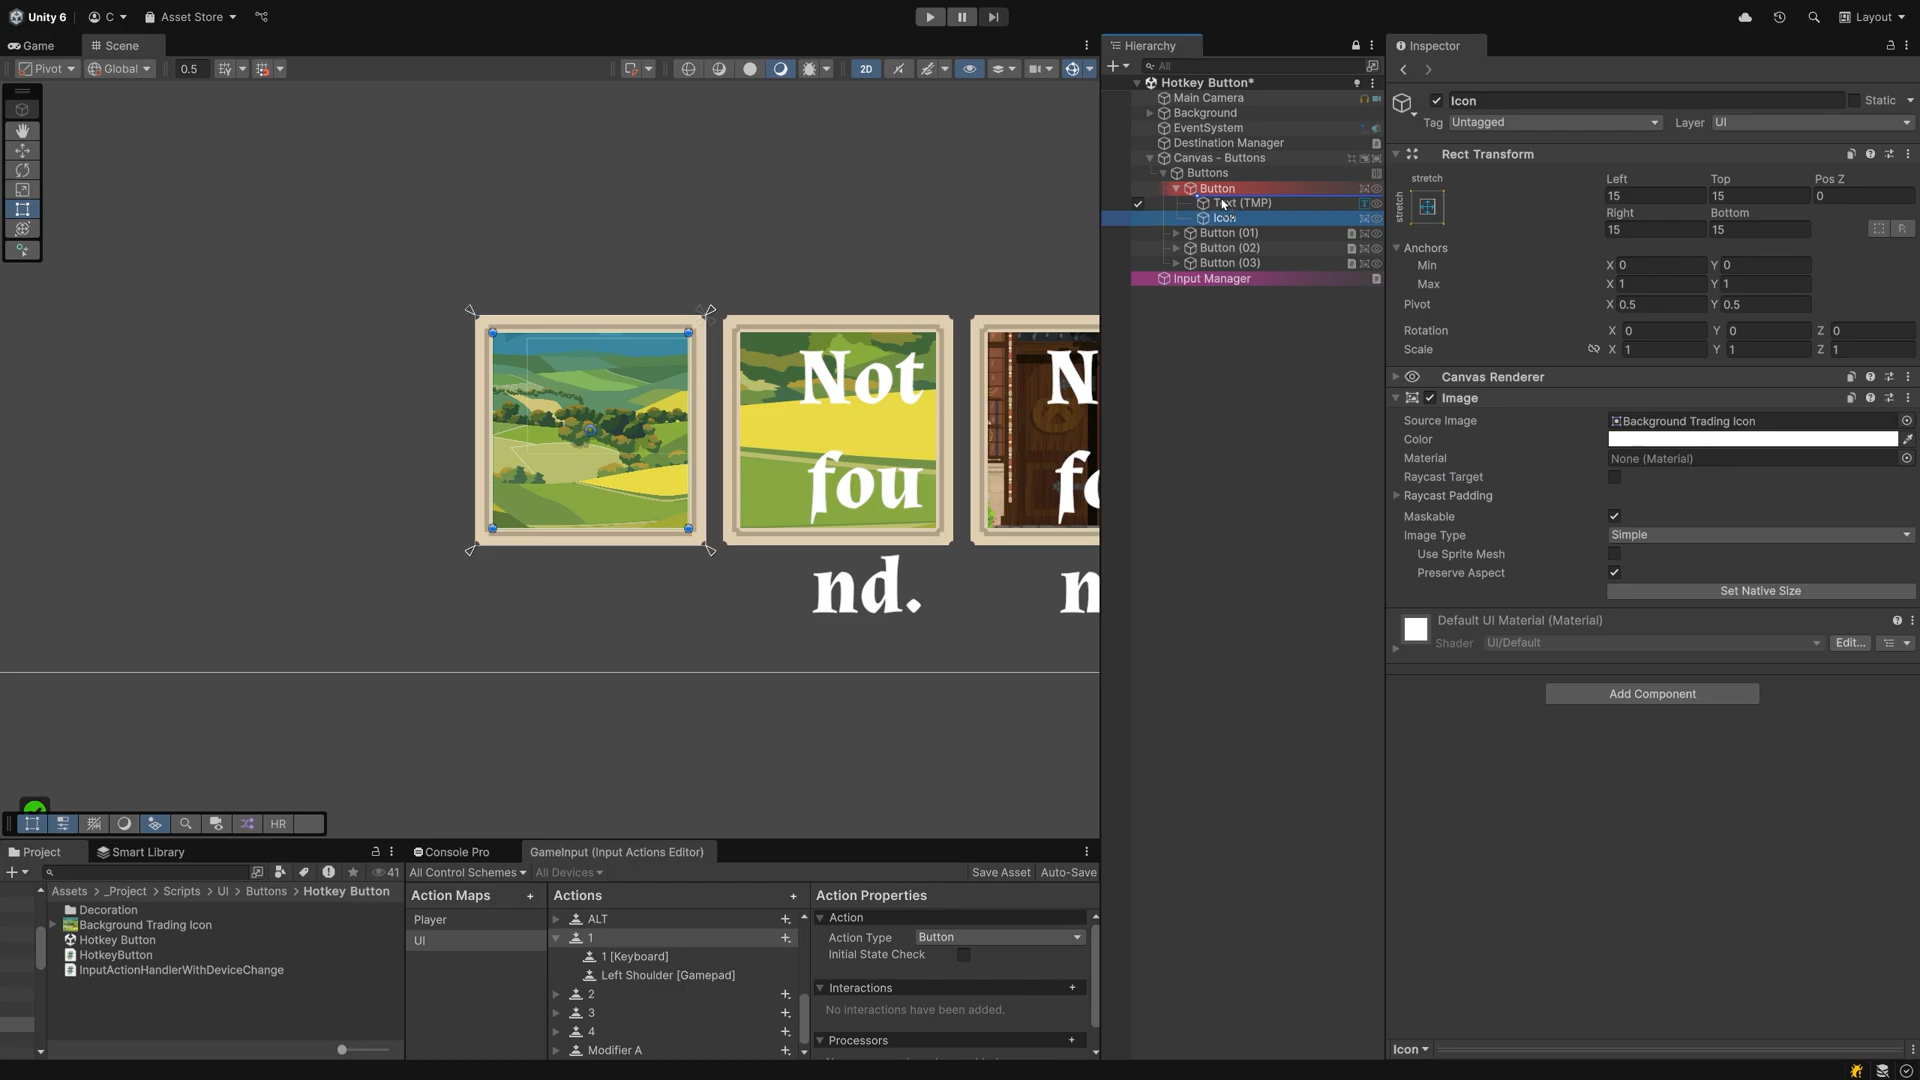 Unity 6
C
Asset Store
Layout
Game
Scene
Pivot
Global
0.5
2D
Not
fou
nd.
N
fo
n
HR
Hierarchy
All
Hotkey Button*
Main Camera
Background
EventSystem
Destination Manager
Canvas - Buttons
Buttons
Button
Text (TMP)
Icon
Button (01)
Button (02)
Button (03)
Input Manager
Inspector
Icon
Static
Tag Untagged
Layer UI
Rect Transform
stretch
stretch
Left Top Pos Z
15 15 0
Right Bottom
15 15
R
Anchors
Min X 0 Y 0
Max X 1 Y 1
Pivot X 0.5 Y 0.5
Rotation X 0 Y 0 Z 0
Scale X 1 Y 1 Z 1
Canvas Renderer
Image
Source Image Background Trading Icon
Color
Material None (Material)
Raycast Target
Raycast Padding
Maskable
Image Type Simple
Use Sprite Mesh
Preserve Aspect
Set Native Size
Default UI Material (Material)
Shader UI/Default Edit...
Add Component
Icon
Project
Smart Library
41
Assets Project Scripts UI Buttons Hotkey Button
Decoration
Background Trading Icon
Hotkey Button
HotkeyButton
InputActionHandlerWithDeviceChange
Console Pro
GameInput (Input Actions Editor)
All Control Schemes
All Devices
Save Asset
Auto-Save
Action Maps +
Player
UI
Actions +
ALT
1
1 [Keyboard]
Left Shoulder [Gamepad]
2
3
4
Modifier A
Action Properties
Action
Action Type Button
Initial State Check
Interactions +
No interactions have been added.
Processors +